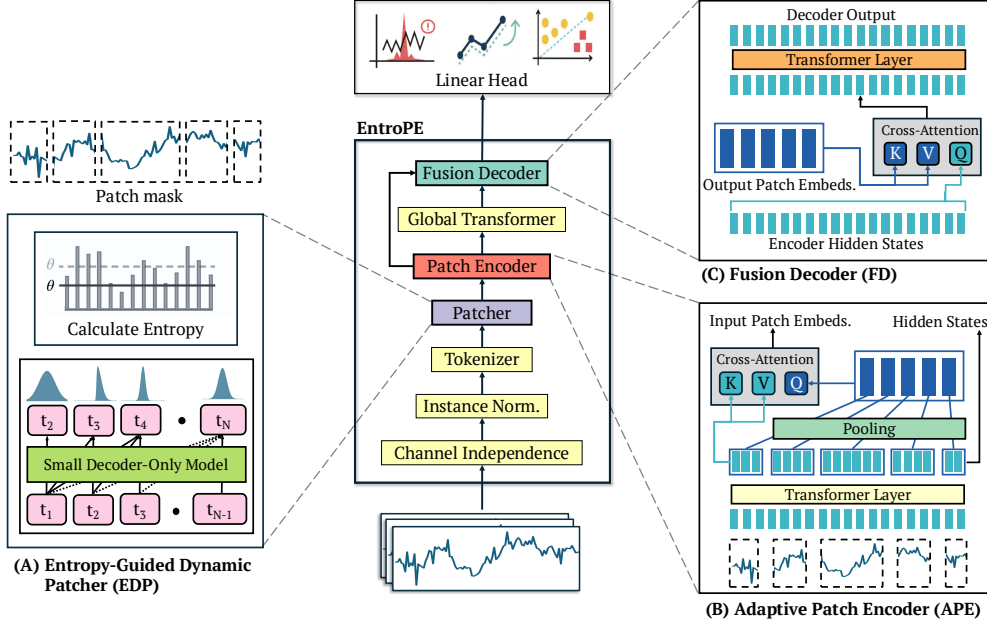 Linear Head
EntroPE
Fusion Decoder
Global Transformer
Patch Encoder
Patcher
Tokenizer
Instance Norm.
Channel Independence
Patch mask
θ
θ
Calculate Entropy
t2
t3
t4
tN
Small Decoder-Only Model
t1
t2
t3
tN-1
(A) Entropy-Guided Dynamic
Patcher (EDP)
Decoder Output
Transformer Layer
Cross-Attention
K V Q
Output Patch Embeds.
Encoder Hidden States
(C) Fusion Decoder (FD)
Input Patch Embeds.
Hidden States
Cross-Attention
K V Q
Pooling
Transformer Layer
(B) Adaptive Patch Encoder (APE)